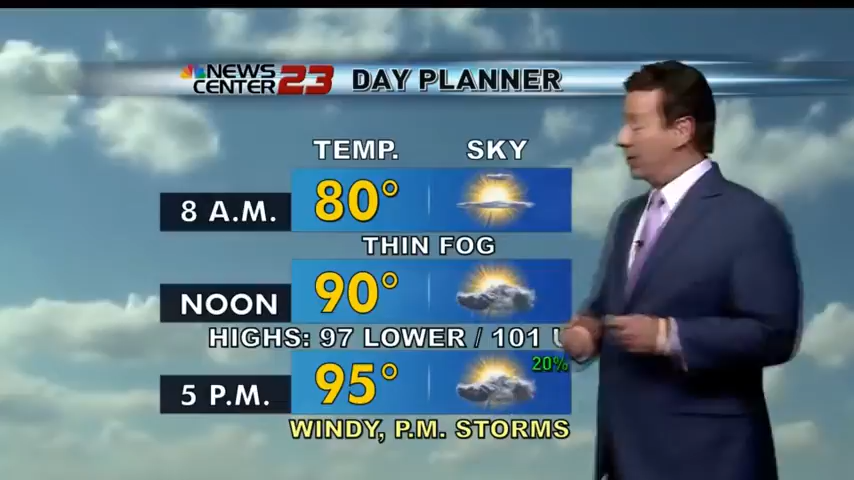 NEWS CENTER 23 DAY PLANNER
TEMP. SKY
8 A.M. 80°
THIN FOG
NOON 90°
HIGHS: 97 LOWER / 101
20%
5 P.M. 95°
WINDY, P.M. STORMS